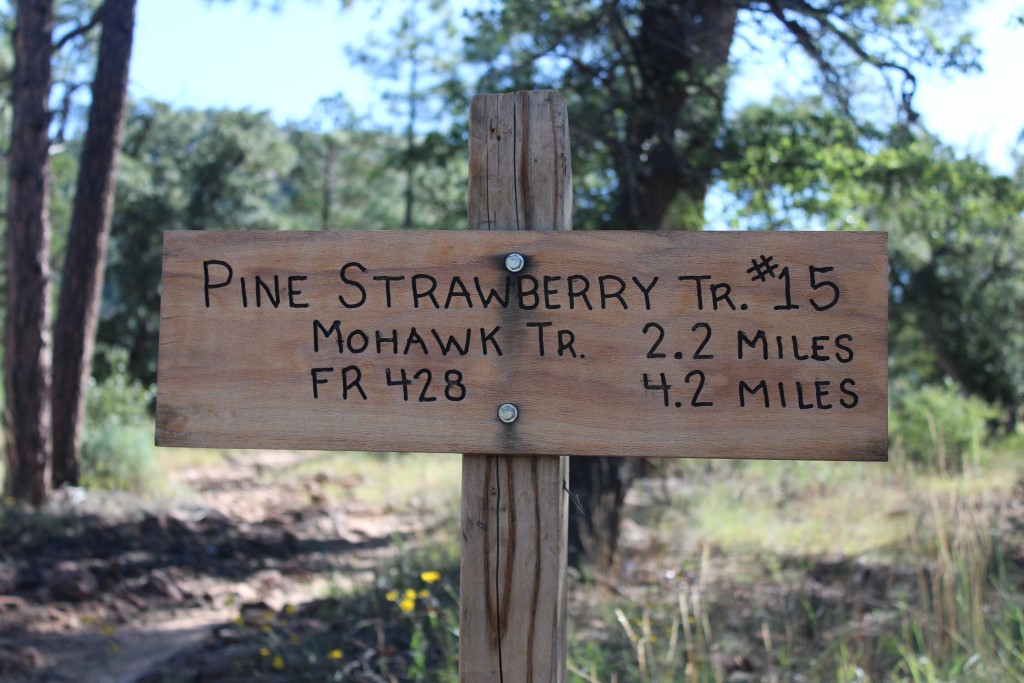 Pine Strawberry Tr. #15
Mohawk Tr. 2.2 miles
FR 428 4.2 miles